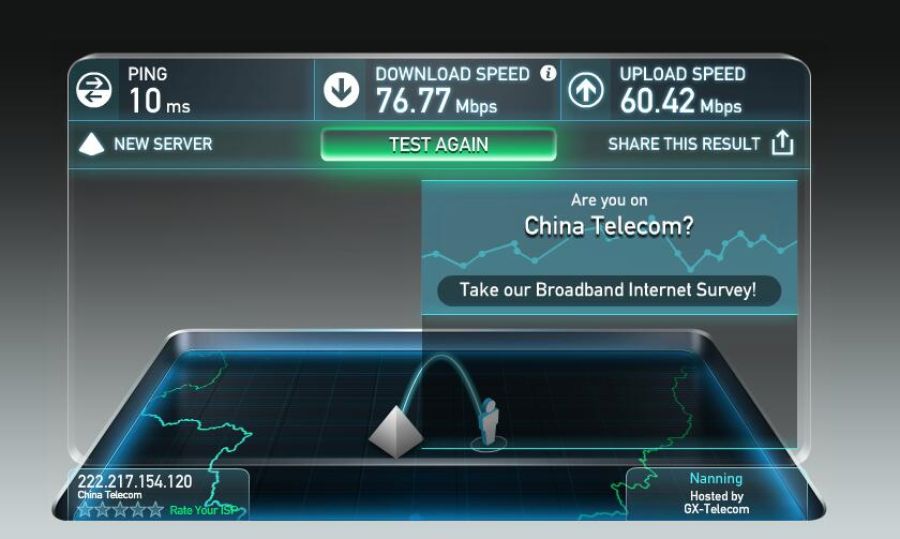 PING
10 ms
DOWNLOAD SPEED i
76.77 Mbps
UPLOAD SPEED
60.42 Mbps
NEW SERVER
TEST AGAIN
SHARE THIS RESULT
Are you on
China Telecom?
Take our Broadband Internet Survey!
222.217.154.120
China Telecom
Rate Your ISP
Nanning
Hosted by
GX-Telecom